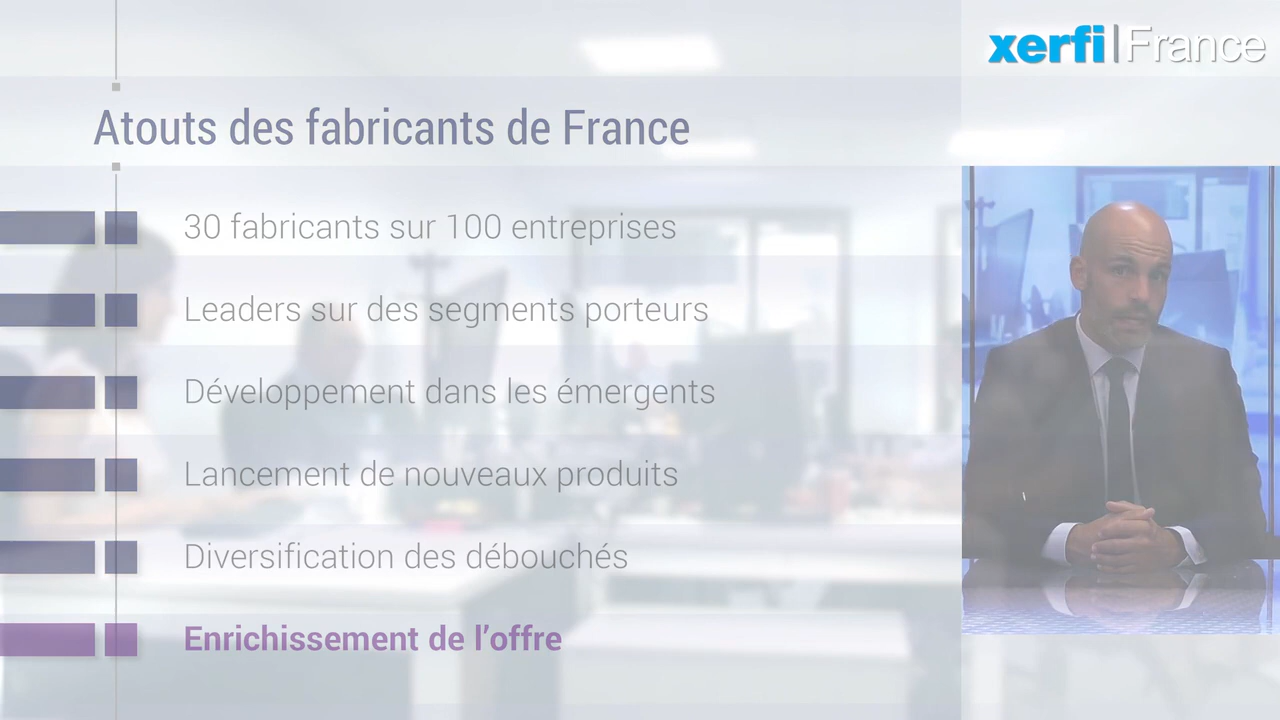 xerfi|France
Atouts des fabricants de France
30 fabricants sur 100 entreprises
Leaders sur des segments porteurs
Développement dans les émergents
Lancement de nouveaux produits
Diversification des débouchés
Enrichissement de l'offre